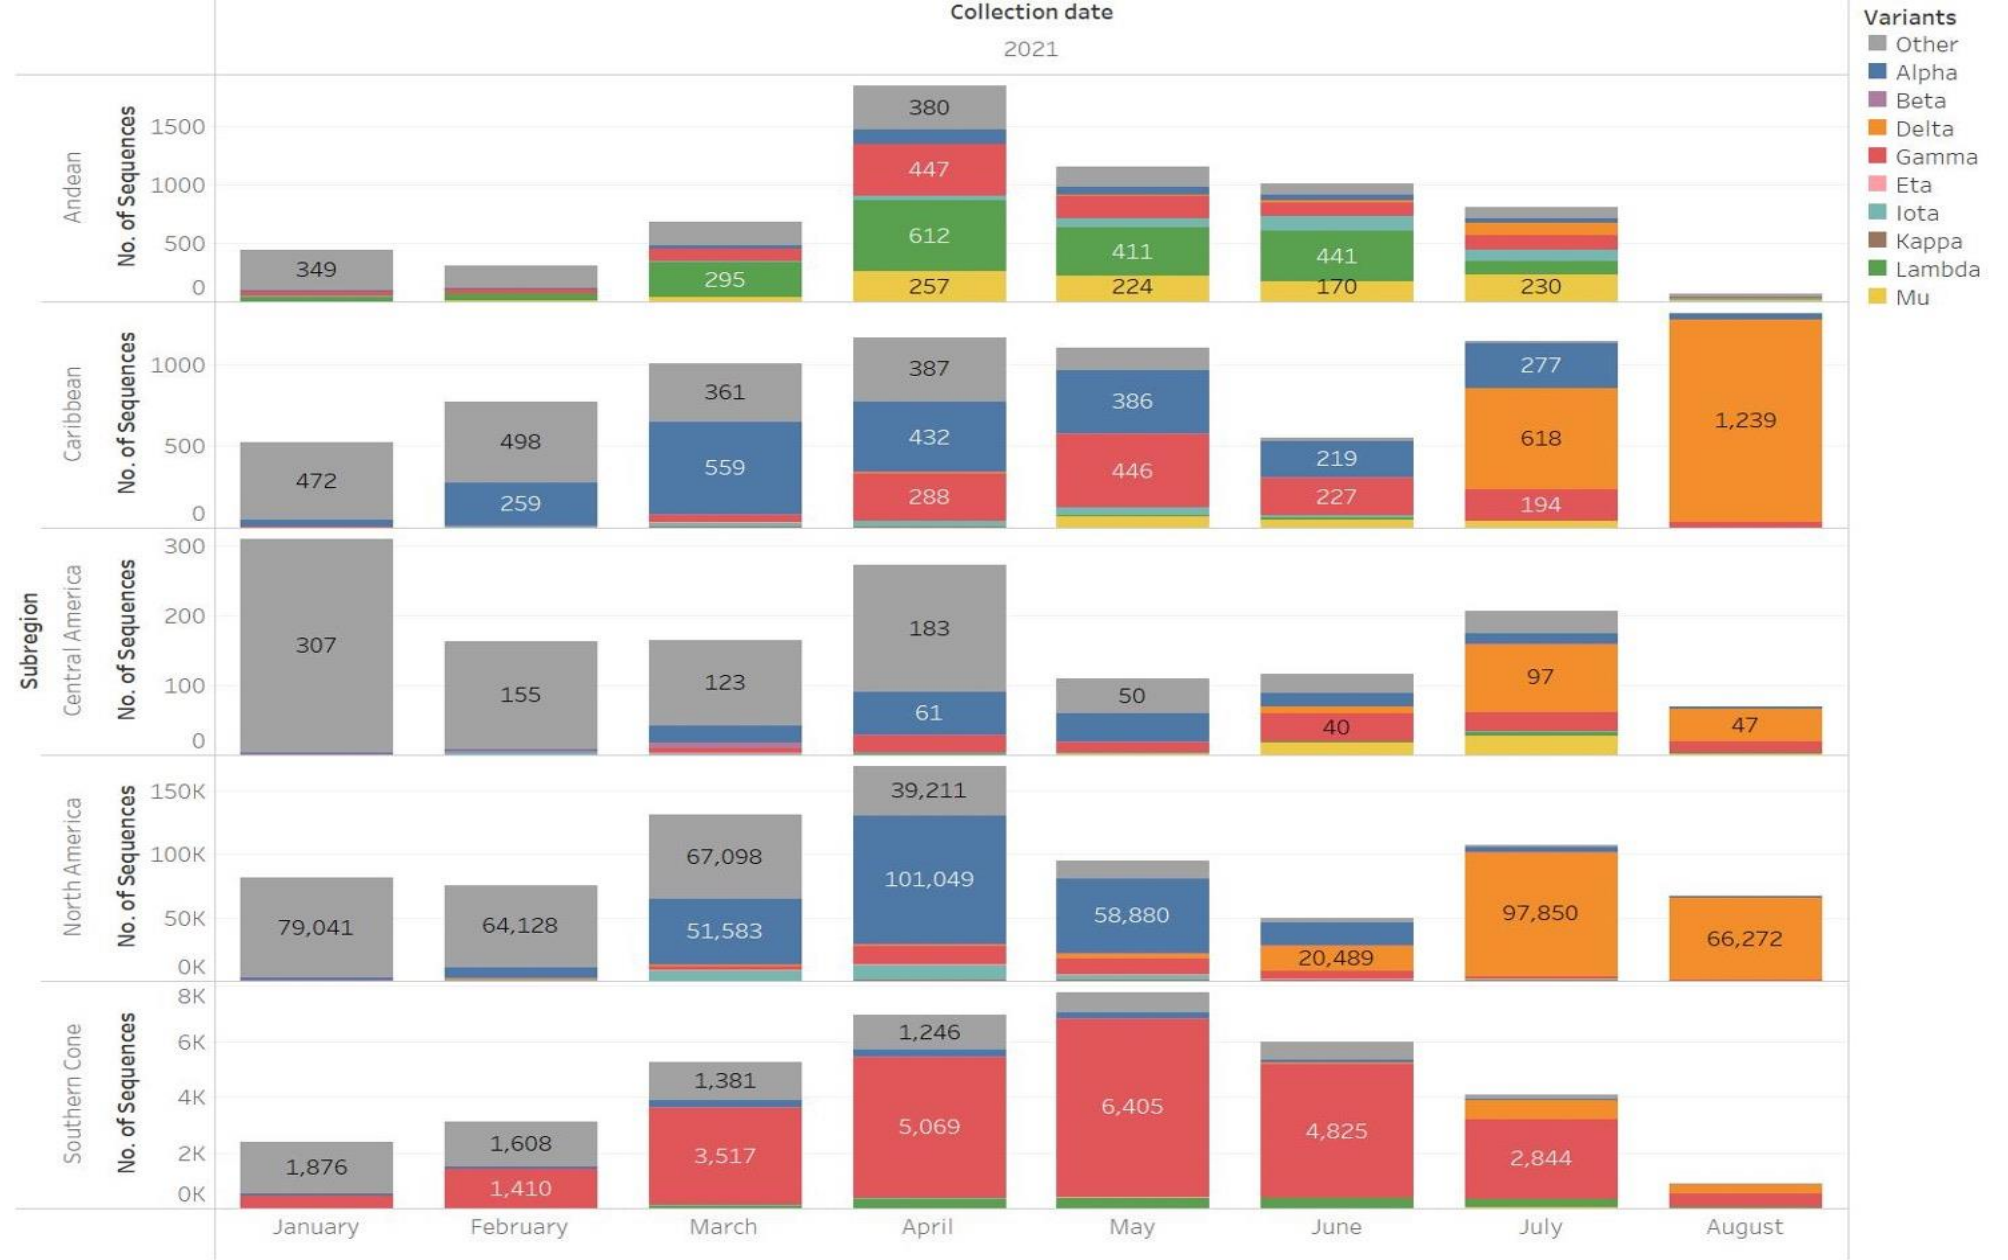 Collection date
2021
Variants
Other
Alpha
Beta
Delta
Gamma
Eta
Iota
Kappa
Lambda
Mu
Subregion
Andean
No. of Sequences
1500
1000
500
0
349
295
380
447
612
257
411
224
441
170
230
Caribbean
No. of Sequences
1000
500
0
472
498
259
361
559
387
432
288
386
446
219
227
277
618
194
1,239
Central America
No. of Sequences
300
200
100
0
307
155
123
183
61
50
40
97
47
North America
No. of Sequences
150K
100K
50K
0K
79,041
64,128
67,098
51,583
39,211
101,049
58,880
20,489
97,850
66,272
Southern Cone
No. of Sequences
8K
6K
4K
2K
0K
1,876
1,608
1,410
1,381
3,517
1,246
5,069
6,405
4,825
2,844
January
February
March
April
May
June
July
August